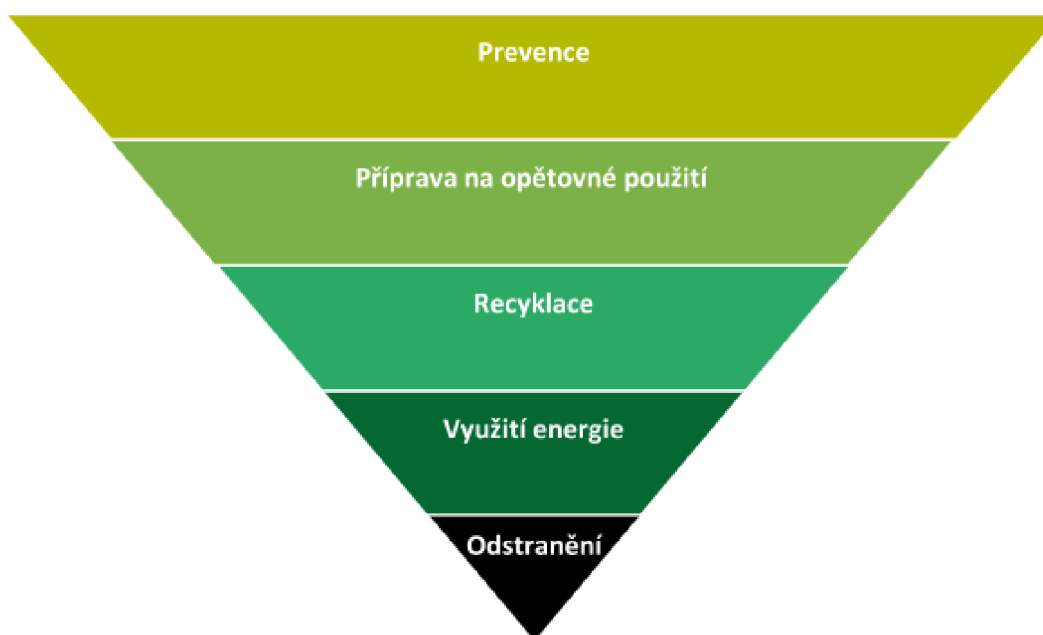 Prevence
Příprava na opětovné použití
Recyklace
Využití energie
Odstranění